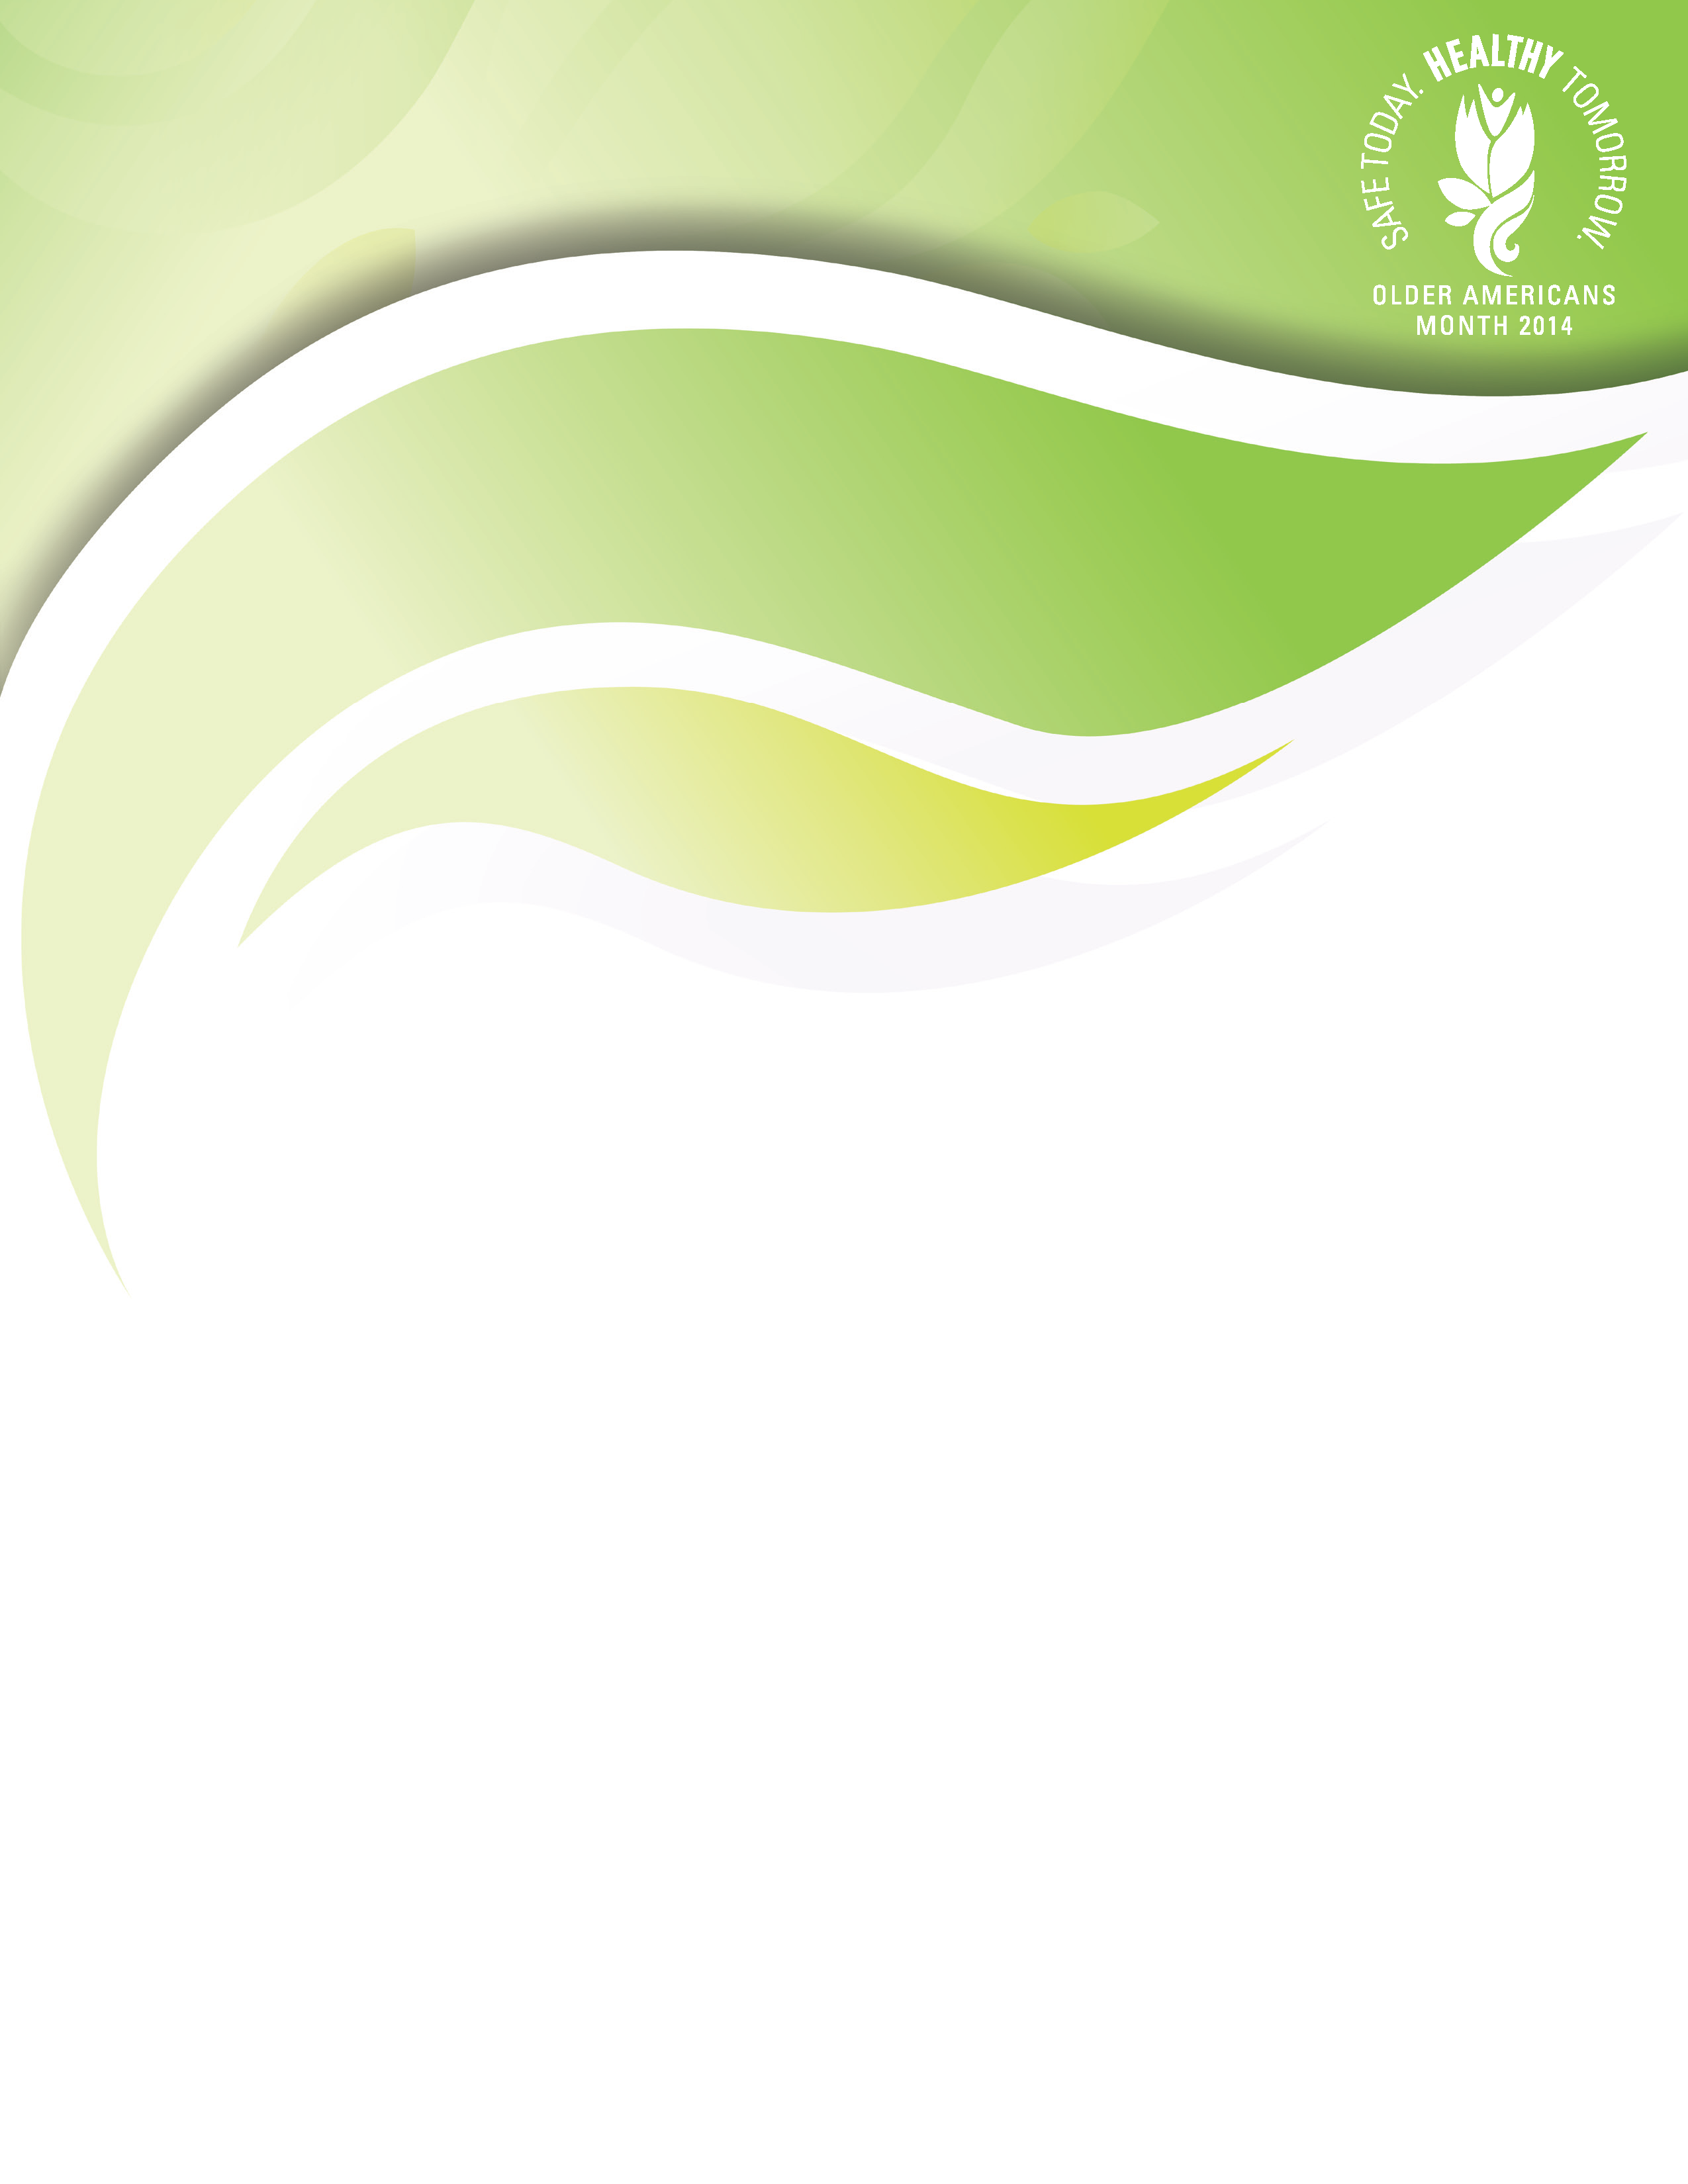 SAFE TODAY. HEALTHY TOMORROW.
OLDER AMERICANS
MONTH 2014